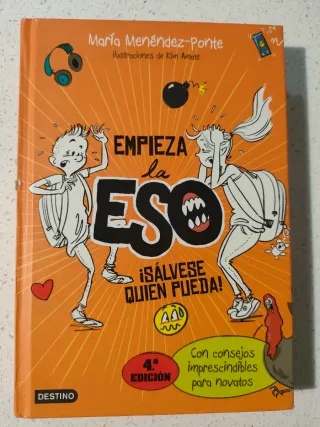 María Menéndez-Ponte
ilustraciones de Kim Amate
EMPIEZA
la
ESO
¡SÁLVESE
QUIEN PUEDA!
4.ª
EDICIÓN
Con consejos
imprescindibles
para novatos
DESTINO